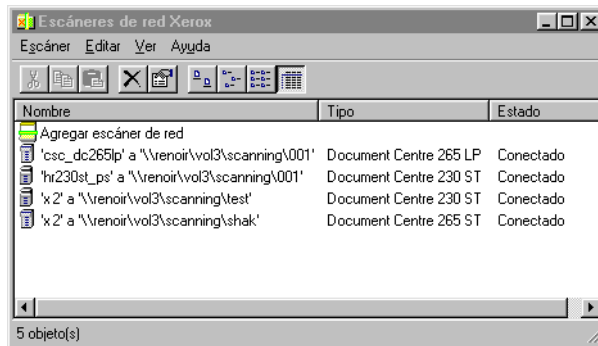 Escáneres de red Xerox
Escáner Editar Ver Ayuda
Nombre Tipo Estado
Agregar escáner de red
'csc_dc265lp' a "\\renoir\vol3\scanning\001' Document Centre 265 LP Conectado
'hr230st_ps' a "\\renoir\vol3\scanning\001' Document Centre 230 ST Conectado
'x 2' a "\\renoir\vol3\scanning\test' Document Centre 230 ST Conectado
'x 2' a "\\renoir\vol3\scanning\shak' Document Centre 265 ST Conectado
5 objeto(s)